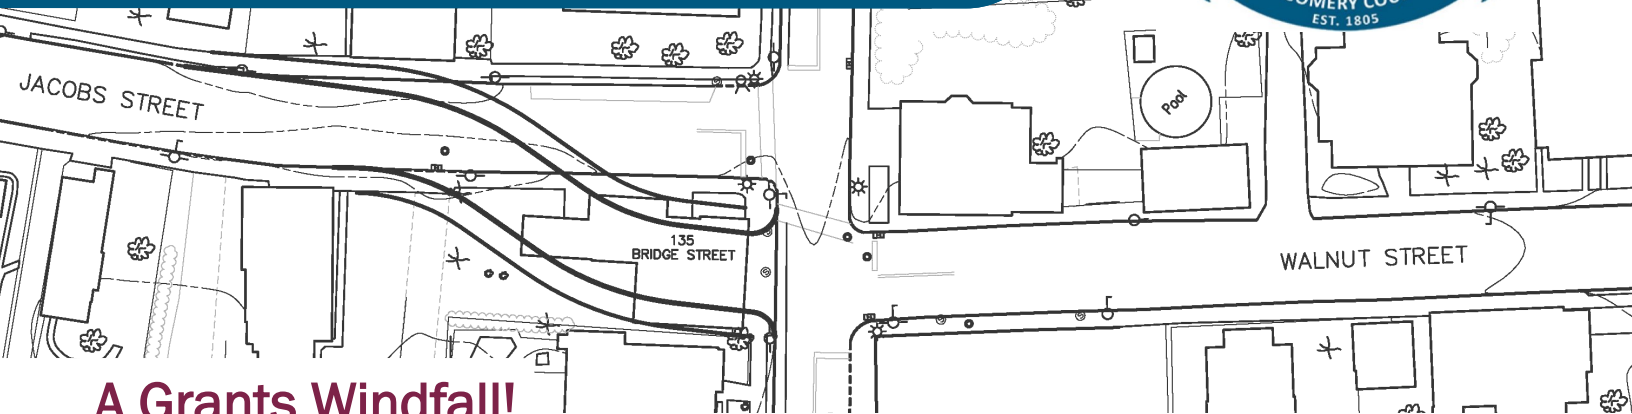 EST. 1805
JACOBS STREET
Pool
135
BRIDGE STREET
WALNUT STREET
A Grants Windfall!